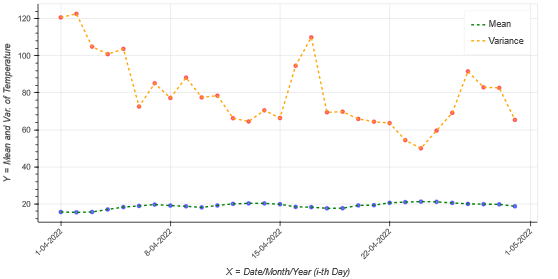 Y = Mean and Var. of Temperature
120
100
80
60
40
20
Mean
Variance
1-04-2022
8-04-2022
15-04-2022
22-04-2022
1-05-2022
X = Date/Month/Year (i-th Day)